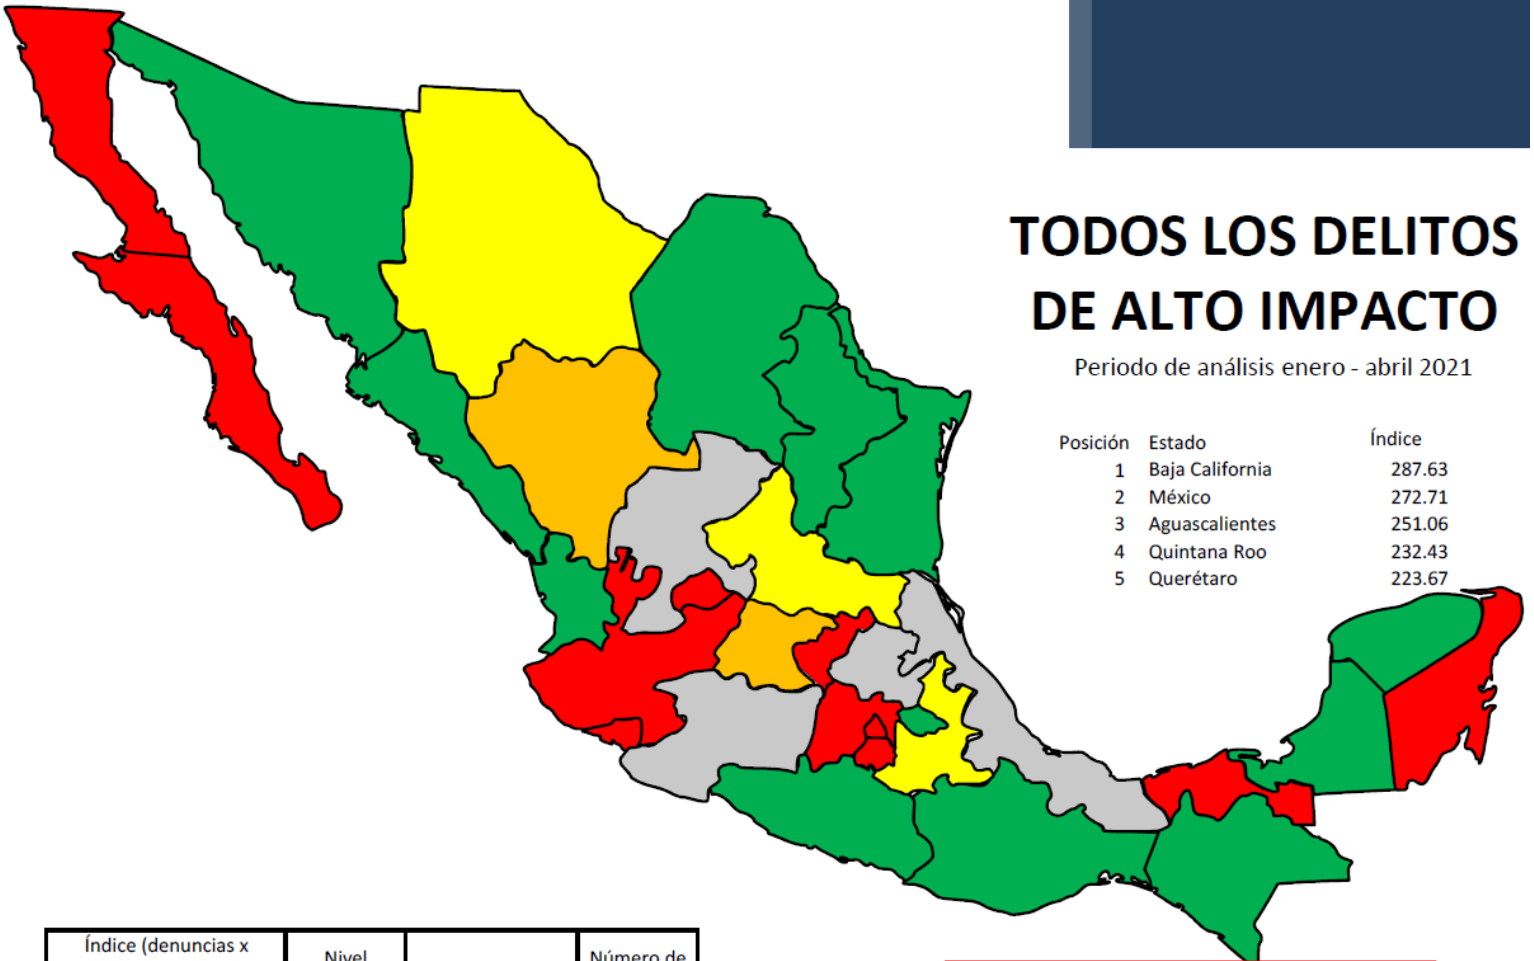 TODOS LOS DELITOS
DE ALTO IMPACTO
Periodo de análisis enero - abril 2021
Posición Estado Índice
1 Baja California 287.63
2 México 272.71
3 Aguascalientes 251.06
4 Quintana Roo 232.43
5 Querétaro 223.67
Índice (denuncias x
Nivel
Número de